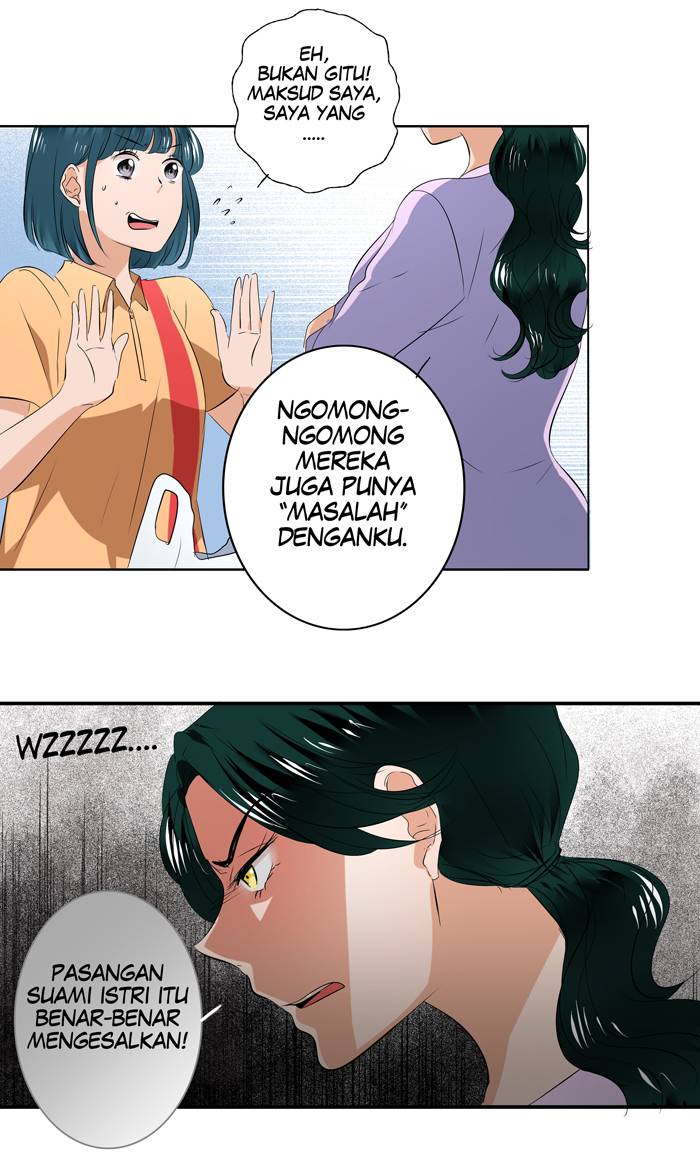 EH,
BUKAN GITU!
MAKSUD SAYA,
SAYA YANG
.....
NGOMONG-
NGOMONG
MEREKA
JUGA PUNYA
"MASALAH"
DENGANKU.
WZZZZZ....
PASANGAN
SUAMI ISTRI ITU
BENAR-BENAR
MENGESALKAN!